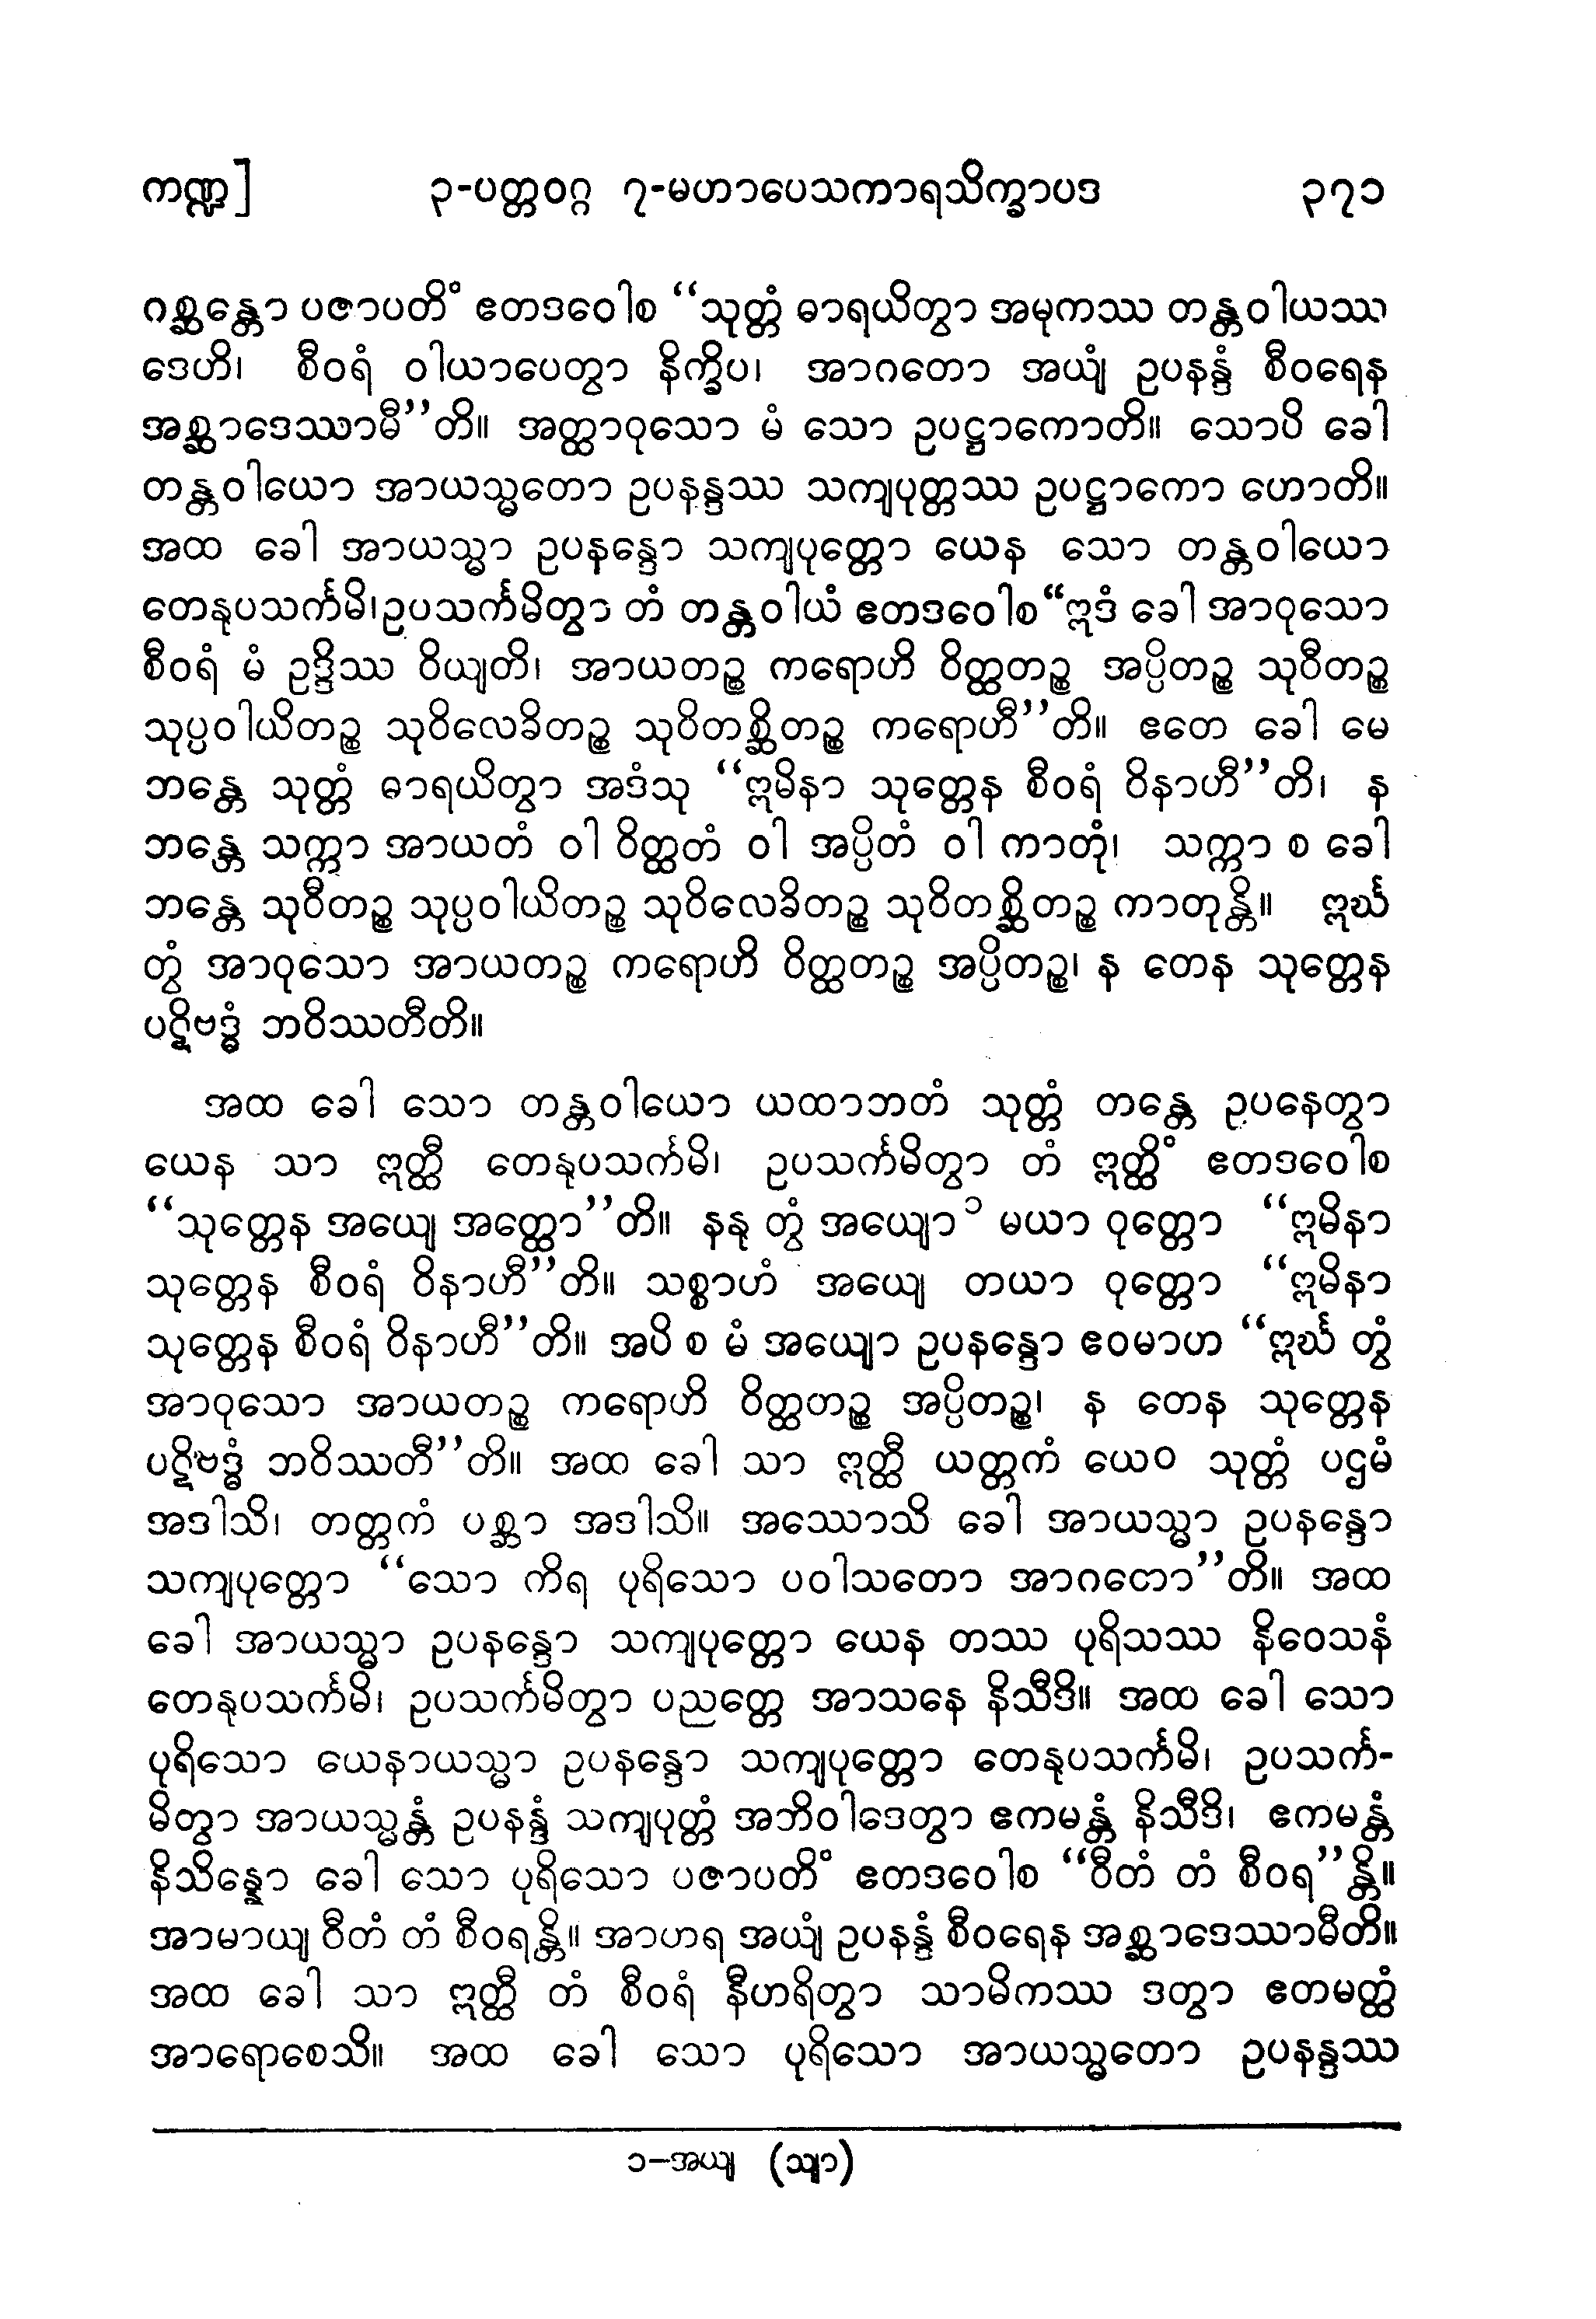 ကဏ္ဍ] ၃-ပတ္တဝဂ္ဂ ၇-မဟာပေသကာရသိက္ခာပဒ ၃၇၁
ဂစ္ဆန္တော ပဇာပတိံ ဧတဒဝေါစ “သုတ္တံ ဓာရယိတွာ အမုကဿ တန္တဝါယဿ
ဒေဟိ၊ စီဝရံ ဝါယာပေတွာ နိက္ခိပ၊ အာဂတော အယျံ ဥပနန္ဒံ စီဝရေန
အစ္ဆာဒေဿာမီ”တိ။ အတ္ထာဝုသော မံ သော ဥပဋ္ဌာကောတိ။ သောပိ ခေါ
တန္တဝါယော အာယသ္မတော ဥပနန္ဒဿ သကျပုတ္တဿ ဥပဋ္ဌာကော ဟောတိ။
အထ ခေါ အာယသ္မာ ဥပနန္ဒော သကျပုတ္တော ယေန သော တန္တဝါယော
တေနုပသင်္ကမိ၊ဥပသင်္ကမိတွာ တံ တန္တဝါယံ ဧတဒဝေါစ“ဣဒံ ခေါ အာဝုသော
စီဝရံ မံ ဥဒ္ဒိဿ ဝိယျတိ၊ အာယတဉ္စ ကရောဟိ ဝိတ္ထတဉ္စ အပ္ပိတဉ္စ သုဝီတဉ္စ
သုပ္ပဝါယိတဉ္စ သုဝိလေခိတဉ္စ သုဝိတစ္ဆိတဉ္စ ကရောဟီ”တိ။ ဧတေ ခေါ မေ
ဘန္တေ သုတ္တံ ဓာရယိတွာ အဒံသု “ဣမိနာ သုတ္တေန စီဝရံ ဝိနာဟီ”တိ၊ န
ဘန္တေ သက္ကာ အာယတံ ဝါ ဝိတ္ထတံ ဝါ အပ္ပိတံ ဝါ ကာတုံ၊ သက္ကာ စ ခေါ
ဘန္တေ သုဝီတဉ္စ သုပ္ပဝါယိတဉ္စ သုဝိလေခိတဉ္စ သုဝိတစ္ဆိတဉ္စ ကာတုန္တိ။ ဣင်္ဃ
တွံ အာဝုသော အာယတဉ္စ ကရောဟိ ဝိတ္ထတဉ္စ အပ္ပိတဉ္စ၊ န တေန သုတ္တေန
ပဋိဗဒ္ဓံ ဘဝိဿတီတိ။
အထ ခေါ သော တန္တဝါယော ယထာဘတံ သုတ္တံ တန္တေ ဥပနေတွာ
ယေန သာ ဣတ္ထီ တေနုပသင်္ကမိ၊ ဥပသင်္ကမိတွာ တံ ဣတ္ထိံ ဧတဒဝေါစ
“သုတ္တေန အယျေ အတ္ထော”တိ။ နနု တွံ အယျော၁ မယာ ဝုတ္တော “ဣမိနာ
သုတ္တေန စီဝရံ ဝိနာဟီ”တိ။ သစ္စာဟံ အယျေ တယာ ဝုတ္တော “ဣမိနာ
သုတ္တေန စီဝရံ ဝိနာဟီ”တိ။ အပိ စ မံ အယျော ဥပနန္ဒော ဧဝမာဟ “ဣင်္ဃ တွံ
အာဝုသော အာယတဉ္စ ကရောဟိ ဝိတ္ထတဉ္စ အပ္ပိတဉ္စ၊ န တေန သုတ္တေန
ပဋိဗဒ္ဓံ ဘဝိဿတီ”တိ။ အထ ခေါ သာ ဣတ္ထီ ယတ္တကံ ယေဝ သုတ္တံ ပဌမံ
အဒါသိ၊ တတ္တကံ ပစ္ဆာ အဒါသိ။ အဿောသိ ခေါ အာယသ္မာ ဥပနန္ဒော
သကျပုတ္တော “သော ကိရ ပုရိသော ပဝါသတော အာဂတော”တိ။ အထ
ခေါ အာယသ္မာ ဥပနန္ဒော သကျပုတ္တော ယေန တဿ ပုရိသဿ နိဝေသနံ
တေနုပသင်္ကမိ၊ ဥပသင်္ကမိတွာ ပညတ္တေ အာသနေ နိသီဒိ။ အထ ခေါ သော
ပုရိသော ယေနာယသ္မာ ဥပနန္ဒော သကျပုတ္တော တေနုပသင်္ကမိ၊ ဥပသင်္က-
မိတွာ အာယသ္မန္တံ ဥပနန္ဒံ သကျပုတ္တံ အဘိဝါဒေတွာ ဧကမန္တံ နိသီဒိ၊ ဧကမန္တံ
နိသိန္နော ခေါ သော ပုရိသော ပဇာပတိံ ဧတဒဝေါစ “ဝီတံ တံ စီဝရ”န္တိ။
အာမာယျ ဝီတံ တံ စီဝရန္တိ။ အာဟရ အယျံ ဥပနန္ဒံ စီဝရေန အစ္ဆာဒေဿာမီတိ။
အထ ခေါ သာ ဣတ္ထီ တံ စီဝရံ နီဟရိတွာ သာမိကဿ ဒတွာ ဧတမတ္ထံ
အာရောစေသိ။ အထ ခေါ သော ပုရိသော အာယသ္မတော ဥပနန္ဒဿ
၁–အယျ (သျာ)